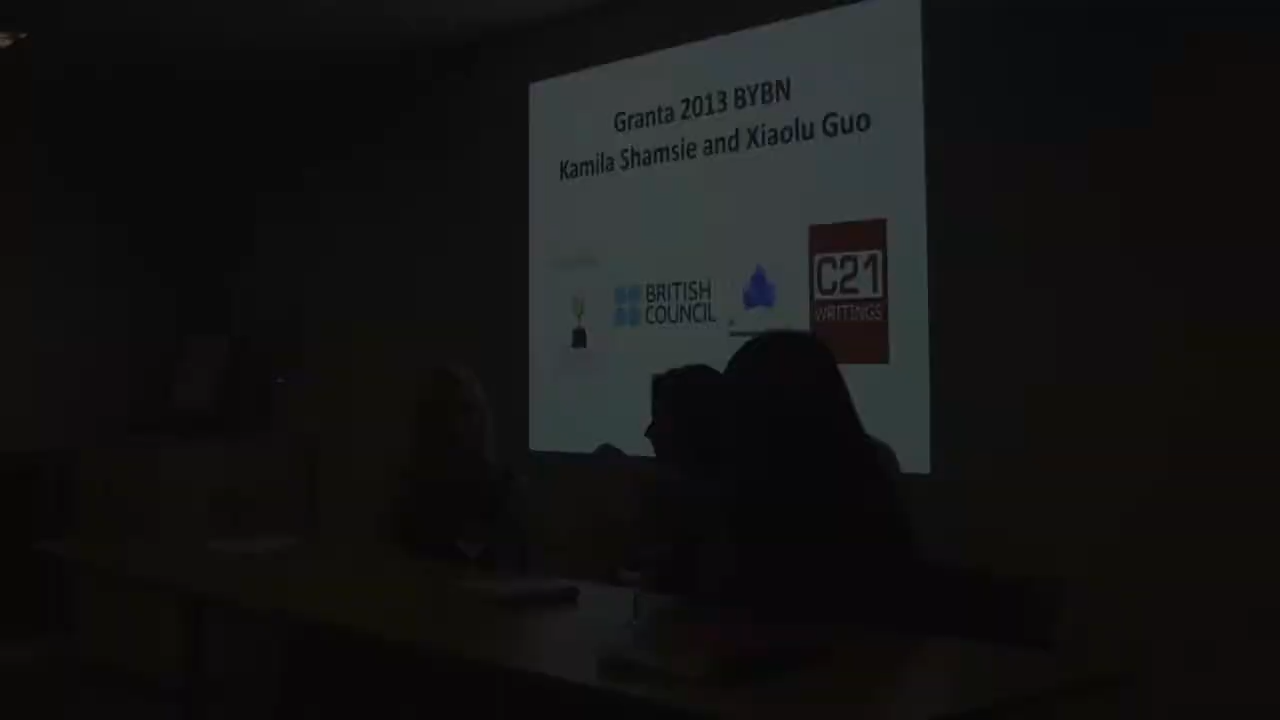 Granta 2013 BYBN
Kamila Shamsie and Xiaolu Guo
BRITISH
COUNCIL
C21
WRITINGS